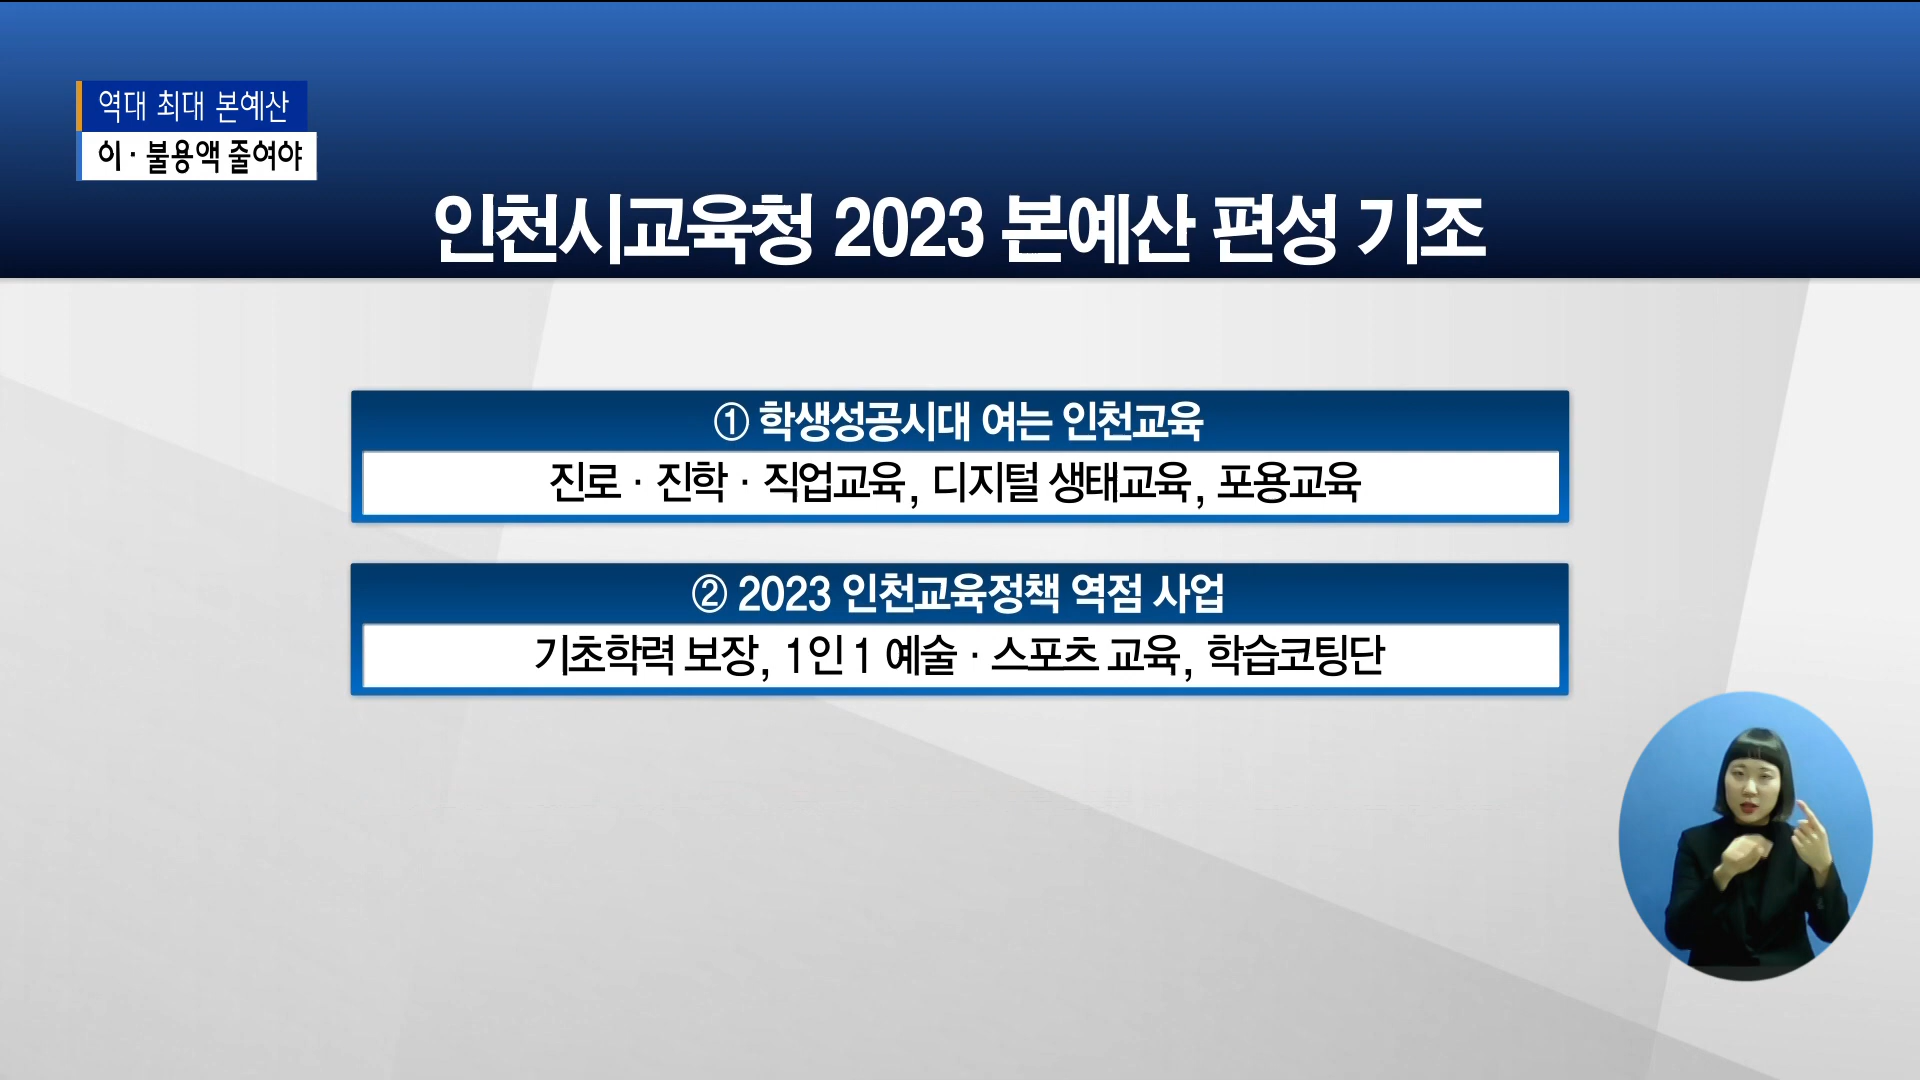 역대 최대 본예산
이·불용액 줄여야
인천시교육청 2023 본예산 편성 기조
① 학생성공시대 여는 인천교육
진로·진학·직업교육, 디지털 생태교육, 포용교육
② 2023 인천교육정책 역점 사업
기초학력 보장, 1인 1 예술·스포츠 교육, 학습코팅단